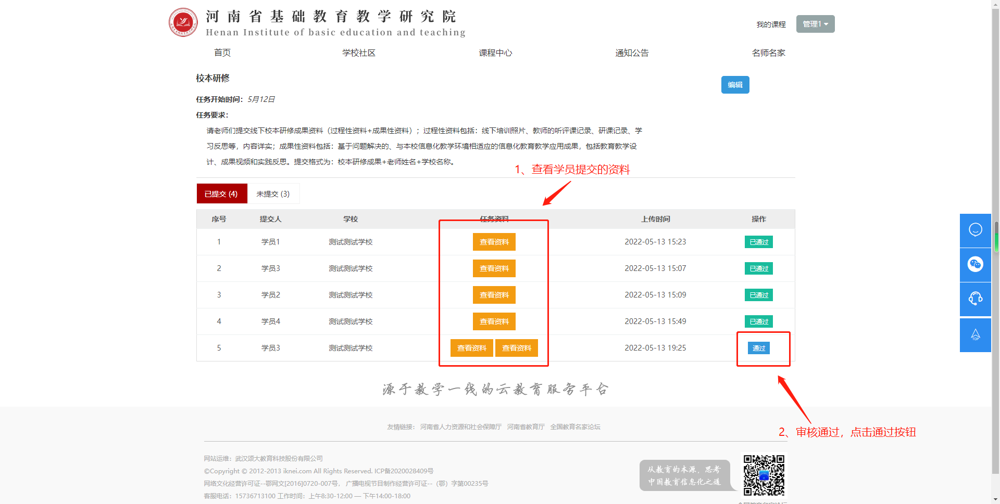 河南省基础教育教学研究院
Henan Institute of basic education and teaching
我的课程
管理1
首页 学校社区 课程中心 通知公告 名师名家
校本研修
编辑
任务开始时间：5月12日
任务要求：
请老师们提交线下校本研修成果资料（过程性资料+成果性资料）；过程性资料包括：线下培训照片、教师的听评课记录、研课记录、学
习反思等，内容详实；成果性资料包括：基于问题解决的、与本校信息化教学环境相适应的信息化教育教学应用成果，包括教育教学设
计、成果视频和实践反思。提交格式为：校本研修成果+老师姓名+学校名称。
1、查看学员提交的资料
已提交 (4) 未提交 (3)
序号 提交人 学校 任务资料 上传时间 操作
1 学员1 测试测试学校 查看资料 2022-05-13 15:23 已通过
2 学员3 测试测试学校 查看资料 2022-05-13 15:07 已通过
3 学员2 测试测试学校 查看资料 2022-05-13 15:09 已通过
4 学员4 测试测试学校 查看资料 2022-05-13 15:49 已通过
5 学员3 测试测试学校 查看资料 查看资料 2022-05-13 19:25 通过
TOP
源于教学一线的云教育服务平台
2、审核通过，点击通过按钮
友情链接： 河南省人力资源和社会保障厅 河南省教育厅 全国教育名家论坛
网站运维：武汉颂大教育科技股份有限公司
©Copyright © 2012-2013 iknei.com All Rights Reserved. ICP备2020028409号
网络文化经营许可证--鄂网文[2016]0720-007号， 广播电视节目制作经营许可证--（鄂）字第00235号
客服电话：15736713100 工作时间：上午8:30-12:00 — 下午14:00-18:00
从教育的本源，思考
中国教育信息化之道